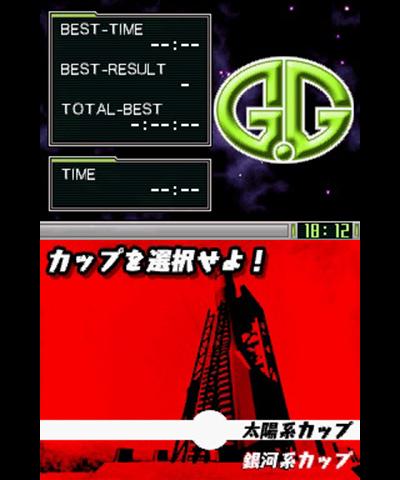 BEST-TIME
--:--
BEST-RESULT
-
TOTAL-BEST
-:--:--
G.G
TIME
--:--
18:12
カップを選択せよ!
太陽系カップ
銀河系カップ